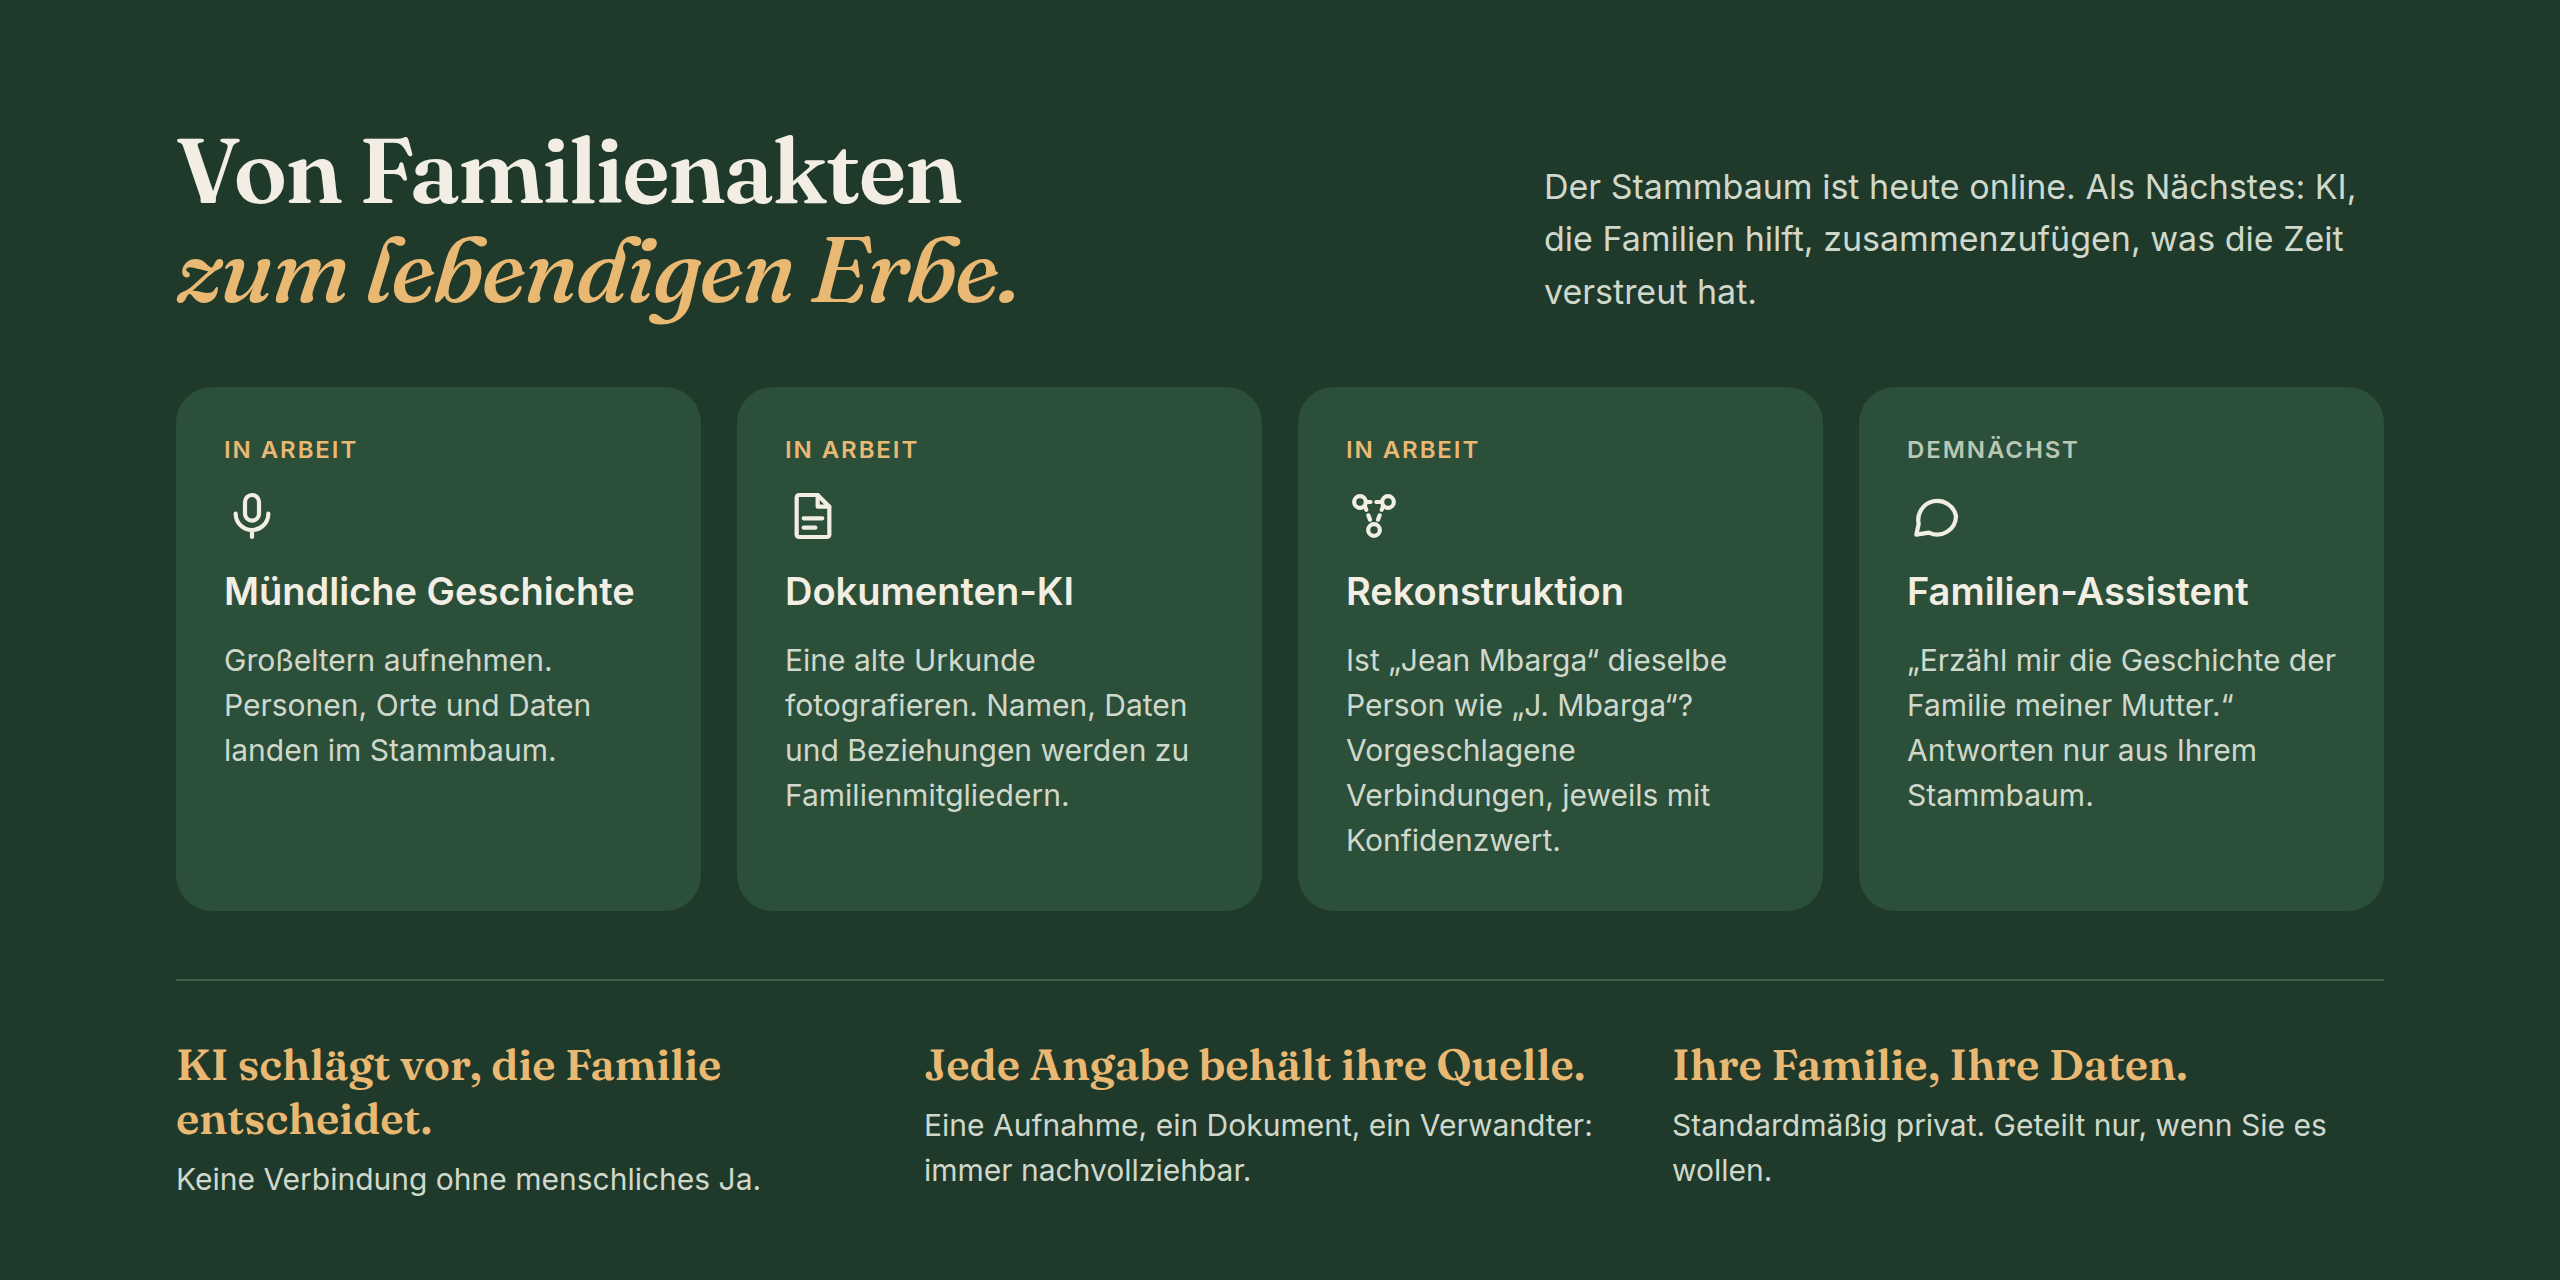 Von Familienakten
zum lebendigen Erbe.
Der Stammbaum ist heute online. Als Nächstes: KI,
die Familien hilft, zusammenzufügen, was die Zeit
verstreut hat.
IN ARBEIT
Mündliche Geschichte
Großeltern aufnehmen.
Personen, Orte und Daten
landen im Stammbaum.
IN ARBEIT
Dokumenten-KI
Eine alte Urkunde
fotografieren. Namen, Daten
und Beziehungen werden zu
Familienmitgliedern.
IN ARBEIT
Rekonstruktion
Ist „Jean Mbarga“ dieselbe
Person wie „J. Mbarga“?
Vorgeschlagene
Verbindungen, jeweils mit
Konfidenzwert.
DEMNÄCHST
Familien-Assistent
„Erzähl mir die Geschichte der
Familie meiner Mutter.“
Antworten nur aus Ihrem
Stammbaum.
KI schlägt vor, die Familie
entscheidet.
Keine Verbindung ohne menschliches Ja.
Jede Angabe behält ihre Quelle.
Eine Aufnahme, ein Dokument, ein Verwandter:
immer nachvollziehbar.
Ihre Familie, Ihre Daten.
Standardmäßig privat. Geteilt nur, wenn Sie es
wollen.